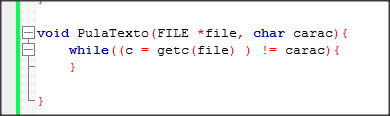 }
void PulaTexto(FILE *file, char carac){
while((c = getc(file) ) != carac){
}
}